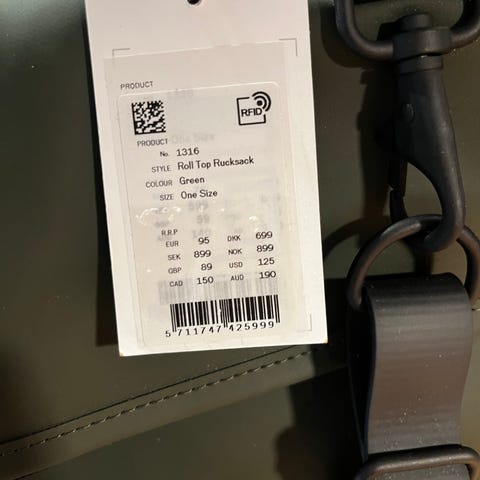 PRODUCT
RFID
PRODUCT
No. 1316
STYLE Roll Top Rucksack
COLOUR Green
SIZE One Size
R.R.P
EUR 95 DKK 699
SEK 899 NOK 899
GBP 89 USD 125
CAD 150 AUD 190
5 711747 425999